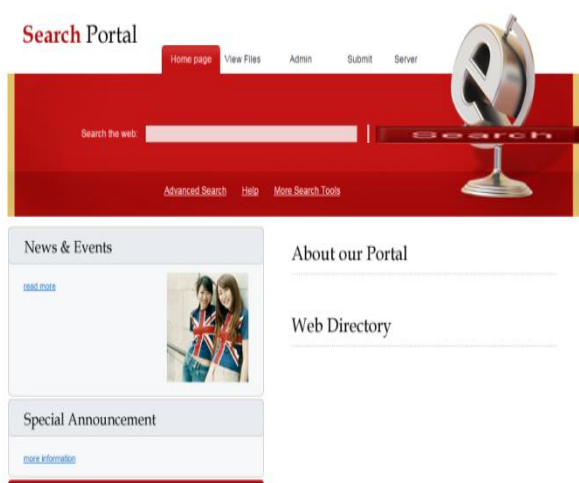 Search Portal
Home page View Files Admin Submit Server
Search the web: Search
Advanced Search Help More Search Tools
News & Events
read more
About our Portal
Web Directory
Special Announcement
more information